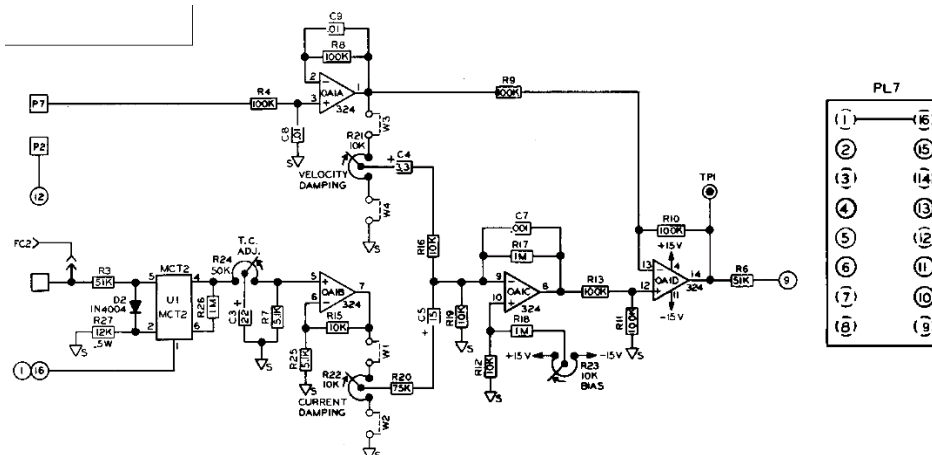 C9
.01
R8
100K
P7
R4
100K
2
3
OA1A
1
324
C8
.01
S
R9
100K
W3
R21
10K
VELOCITY
DAMPING
C4
+
3.3
W4
S
P2
12
PL7
1
16
2
15
3
14
4
13
5
12
6
11
7
10
8
9
TP1
FC2
R3
51K
D2
IN4004
R27
12K
.5W
S
1
16
MCT2
5
4
U1
MCT2
2
6
1
R26
1M
R24
50K
T.C.
ADJ.
C3
+
22
R7
5.1K
S
5
6
OA1B
7
324
R15
10K
R25
5.1K
S
W1
R22
10K
CURRENT
DAMPING
W2
S
R20
75K
R16
10K
C5
.15
+
R19
10K
S
C7
.001
R17
1M
9
10
OA1C
8
324
R18
1M
R12
10K
S
+15V
-15V
R23
10K
BIAS
R13
100K
R11
100K
S
R10
100K
+15V
13
12
OA1D
4
14
11
324
-15V
R6
51K
9